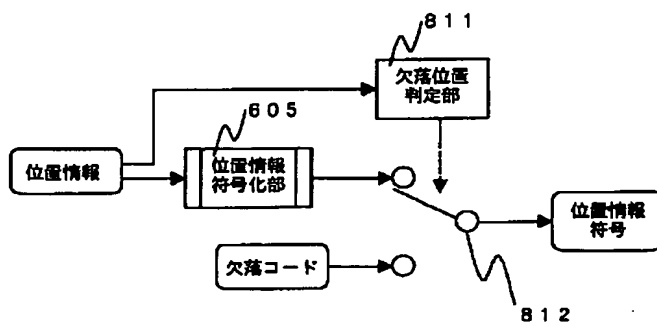 811
欠落位置
判定部
605
位置情報
位置情報
符号化部
位置情報
符号
欠落コード
812